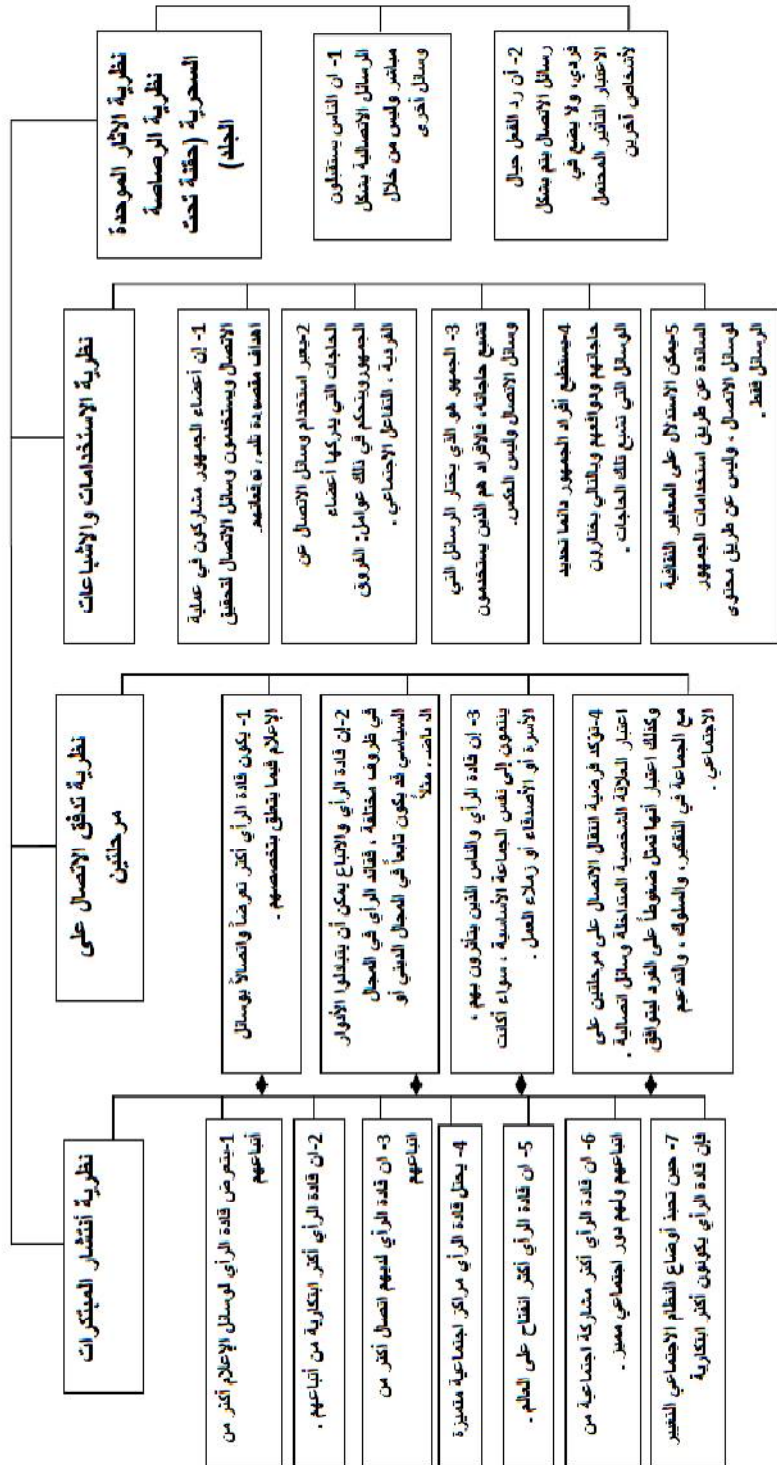 نظرية الآثار الموحدة
نظرية الرصاصة
السحرية (حقنة تحت
الجلد)
1- ان الناس يستقبلون
الرسائل الاتصالية بشكل
مباشر وليس من خلال
وسائل أخرى
2- أن رد الفعل حيال
رسائل الاتصال يتم بشكل
فردي، ولا يضع في
الاعتبار التأثير المحتمل
لأشخاص آخرين
نظرية الاستخدامات والاشباعات
1- إن أعضاء الجمهور مشاركون في عملية
الاتصال ويستخدمون وسائل الاتصال لتحقيق
اهداف مقصودة تلبي توقعاتهم
2-يعبر استخدام وسائل الاتصال عن
الحاجات التي يدركها أعضاء
الجمهور ويتحكم في ذلك عوامل: الفروق
الفردية ، التفاعل الاجتماعي .
3- الجمهور هو الذي يختار الرسائل التي
تشبع حاجاته، فالافراد هم الذين يستخدمون
وسائل الاتصال وليس العكس.
4-يستطيع أفراد الجمهور دائما تحديد
حاجاتهم ودوافعهم وبالتالي يختارون
الوسائل التي تشبع تلك الحاجات .
5-يمكن الاستدلال على المعايير الثقافية
السائدة عن طريق استخدامات الجمهور
لوسائل الاتصال ، وليس عن طريق محتوى
الرسائل فقط .
نظرية تدفق الاتصال على
مرحلتين
1- يكون قادة الرأي أكثر تعرضاً واتصالاً بوسائل
الإعلام فيما يتعلق بتخصصهم .
2-إن قادة الرأي والاتباع يمكن أن يتبادلوا الأدوار
في ظروف مختلفة ، فقائد الرأي في المجال
السياسي قد يكون تابعاً في المجال الديني أو
الرياضي مثلاً
3- إن قادة الرأي والناس الذين يتأثرون بهم ،
ينتمون إلى نفس الجماعة الأساسية ، سواء أكانت
الأسرة أو الأصدقاء أو زملاء العمل .
4-تؤكد فرضية انتقال الاتصال على مرحلتين على
اعتبار العلاقة الشخصية المتداخلة وسائل اتصالية .
وكذلك اعتبار أنها تمثل ضغوطاً على الفرد ليتوافق
مع الجماعة في التفكير، والسلوك ، والتدعيم
الاجتماعي .
نظرية أنتشار المبتكرات
1-يتعرض قادة الرأي لوسائل الإعلام أكثر من
أتباعهم
2-ان قادة الرأي أكثر ابتكارية من أتباعهم .
3- ان قادة الرأي لديهم اتصال أكثر من
اتباعهم
4- يحتل قادة الرأي مراكز اجتماعية متميزة
5- ان قادة الرأي أكثر انفتاح على العالم .
6- ان قادة الرأي أكثر مشاركة اجتماعية من
اتباعهم ولهم دور اجتماعي مميز .
7- حين تحبذ أوضاع النظام الاجتماعي التغيير
فإن قادة الرأي يكونون أكثر ابتكارية